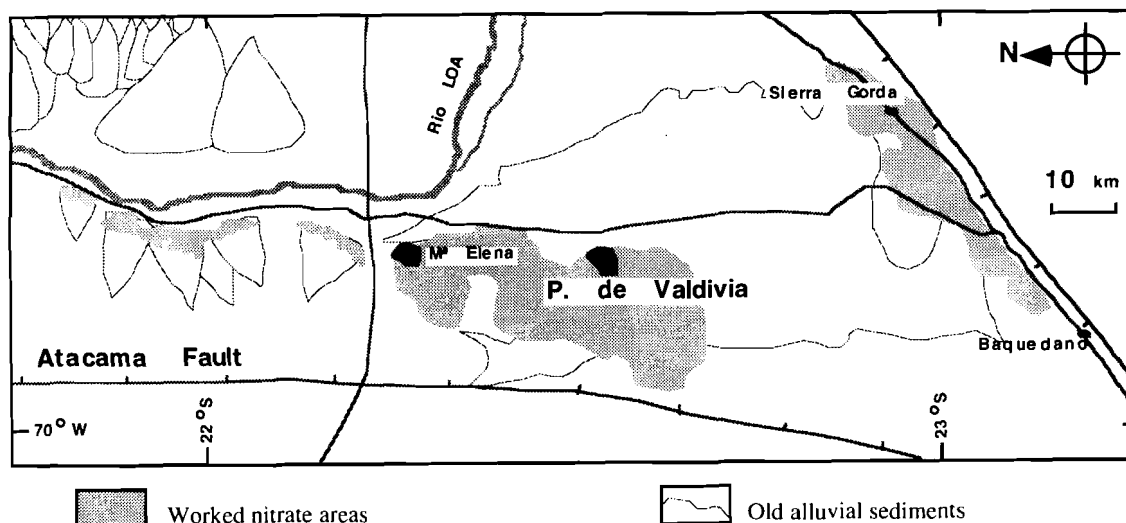 N
Rio LOA
Sierra Gorda
10 km
Mª Elena
P. de Valdivia
Baquedano
Atacama Fault
70° W
22°S
23°S
Worked nitrate areas
Old alluvial sediments